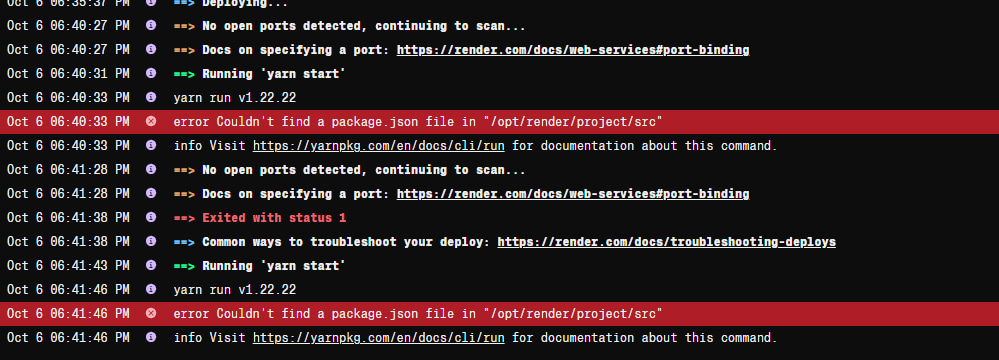 Oct 6 06:35:37 PM ==> Deploying...
Oct 6 06:40:27 PM ==> No open ports detected, continuing to scan...
Oct 6 06:40:27 PM ==> Docs on specifying a port: https://render.com/docs/web-services#port-binding
Oct 6 06:40:31 PM ==> Running 'yarn start'
Oct 6 06:40:33 PM yarn run v1.22.22
Oct 6 06:40:33 PM error Couldn't find a package.json file in "/opt/render/project/src"
Oct 6 06:40:33 PM info Visit https://yarnpkg.com/en/docs/cli/run for documentation about this command.
Oct 6 06:41:28 PM ==> No open ports detected, continuing to scan...
Oct 6 06:41:28 PM ==> Docs on specifying a port: https://render.com/docs/web-services#port-binding
Oct 6 06:41:38 PM ==> Exited with status 1
Oct 6 06:41:38 PM ==> Common ways to troubleshoot your deploy: https://render.com/docs/troubleshooting-deploys
Oct 6 06:41:43 PM ==> Running 'yarn start'
Oct 6 06:41:46 PM yarn run v1.22.22
Oct 6 06:41:46 PM error Couldn't find a package.json file in "/opt/render/project/src"
Oct 6 06:41:46 PM info Visit https://yarnpkg.com/en/docs/cli/run for documentation about this command.